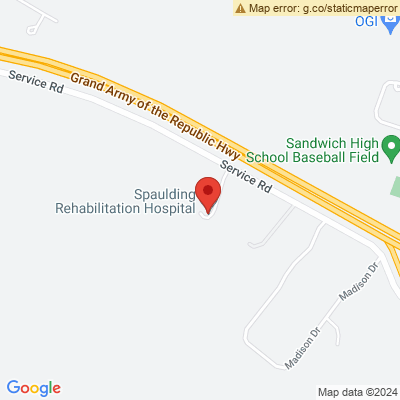 Map error: g.co/staticmaperror
OGI
Service Rd
Grand Army of the Republic Hwy
Sandwich High
School Baseball Field
Service Rd
Spaulding
Rehabilitation Hospital
Madison Dr
Madison Dr
Google
Map data ©2024